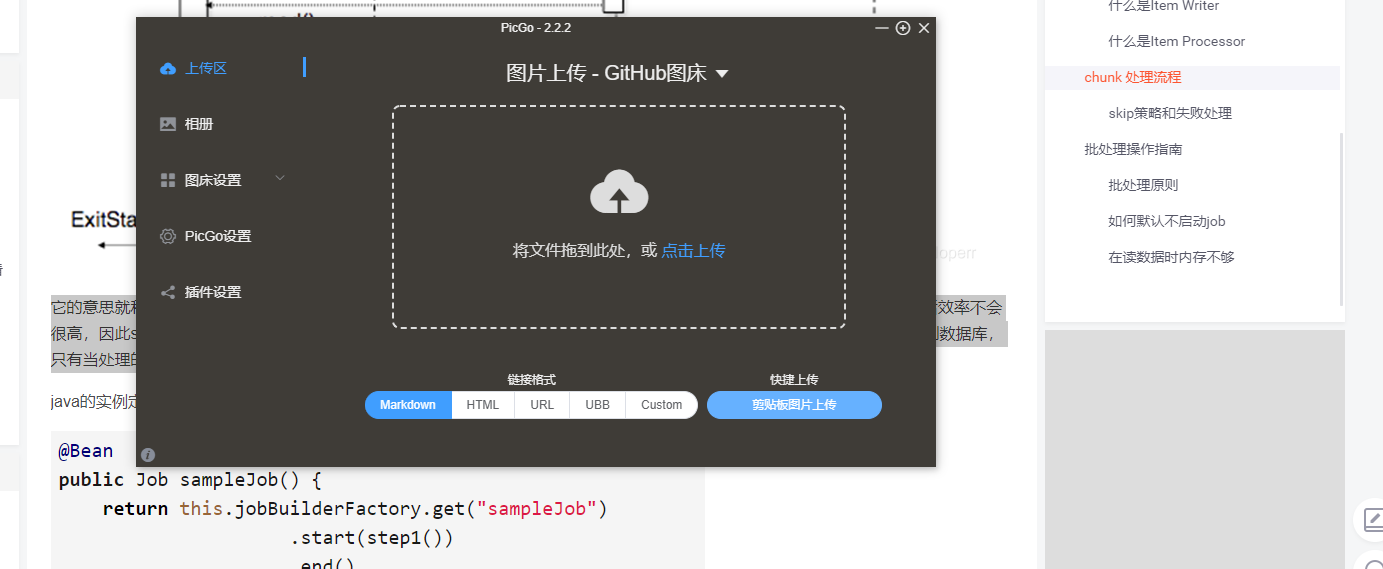 PicGo - 2.2.2
上传区
相册
图床设置
PicGo设置
插件设置
图片上传 - GitHub图床
将文件拖到此处，或 点击上传
链接格式
Markdown
HTML
URL
UBB
Custom
快捷上传
剪贴板图片上传
它的意思就
效率不会
很高，因此
数据库，
只有当处理的
java的实例
@Bean
public Job sampleJob() {
return this.jobBuilderFactory.get("sampleJob")
.start(step1())
.end()
什么是Item Writer
什么是Item Processor
chunk 处理流程
skip策略和失败处理
批处理操作指南
批处理原则
如何默认不启动job
在读数据时内存不够